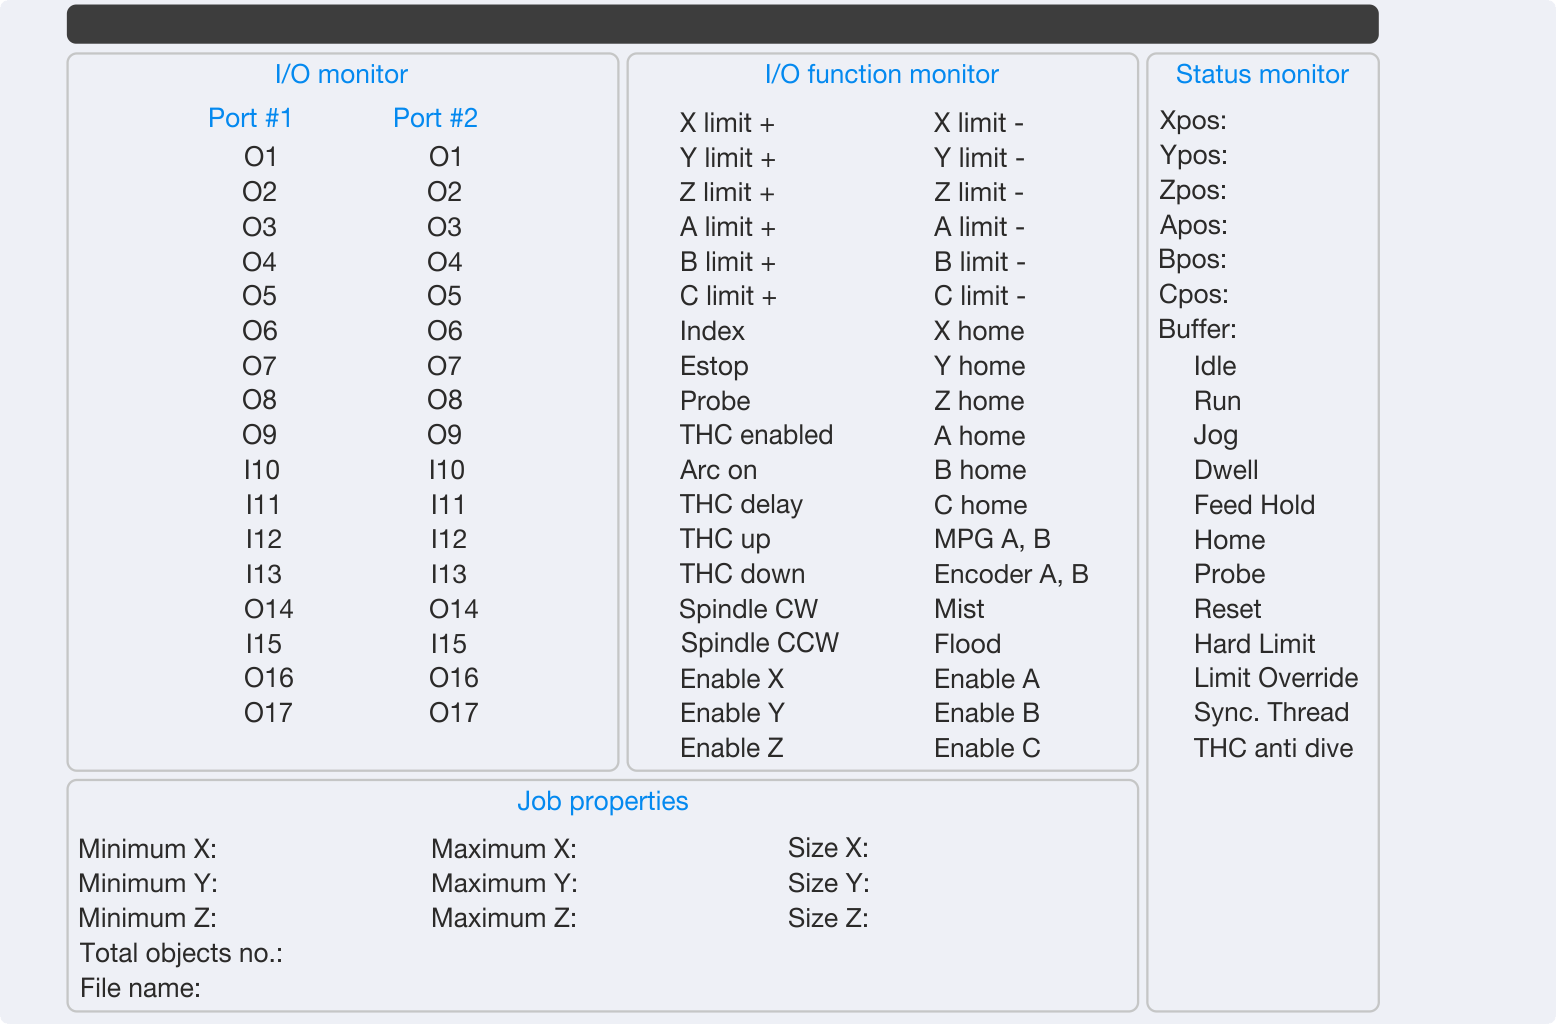 I/O monitor
Port #1 Port #2
O1 O1
O2 O2
O3 O3
O4 O4
O5 O5
O6 O6
O7 O7
O8 O8
O9 O9
I10 I10
I11 I11
I12 I12
I13 I13
O14 O14
I15 I15
O16 O16
O17 O17
I/O function monitor
X limit + X limit -
Y limit + Y limit -
Z limit + Z limit -
A limit + A limit -
B limit + B limit -
C limit + C limit -
Index X home
Estop Y home
Probe Z home
THC enabled A home
Arc on B home
THC delay C home
THC up MPG A, B
THC down Encoder A, B
Spindle CW Mist
Spindle CCW Flood
Enable X Enable A
Enable Y Enable B
Enable Z Enable C
Status monitor
Xpos:
Ypos:
Zpos:
Apos:
Bpos:
Cpos:
Buffer:
Idle
Run
Jog
Dwell
Feed Hold
Home
Probe
Reset
Hard Limit
Limit Override
Sync. Thread
THC anti dive
Job properties
Minimum X: Maximum X: Size X:
Minimum Y: Maximum Y: Size Y:
Minimum Z: Maximum Z: Size Z:
Total objects no.:
File name: